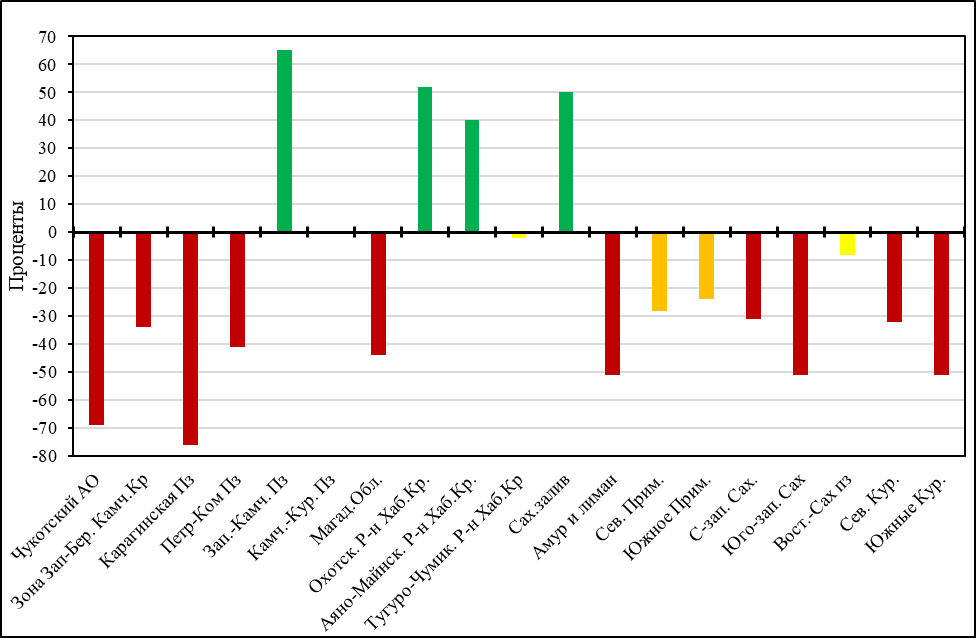 Проценты
70
60
50
40
30
20
10
0
-10
-20
-30
-40
-50
-60
-70
-80
Чукотский АО
Зона Зап-Бер. Камч.Кр
Карагинская Пз
Петр-Ком Пз
Зап.-Камч. Пз
Камч.-Кур. Пз
Магад.Обл.
Охотск. Р-н Хаб.Кр.
Аяно-Майнск. Р-н Хаб.Кр.
Тугуро-Чумик. Р-н Хаб.Кр
Сах.залив
Амур и лиман
Сев. Прим.
Южное Прим.
С-зап. Сах.
Юго-зап. Сах
Вост.-Сах пз
Сев. Кур.
Южные Кур.